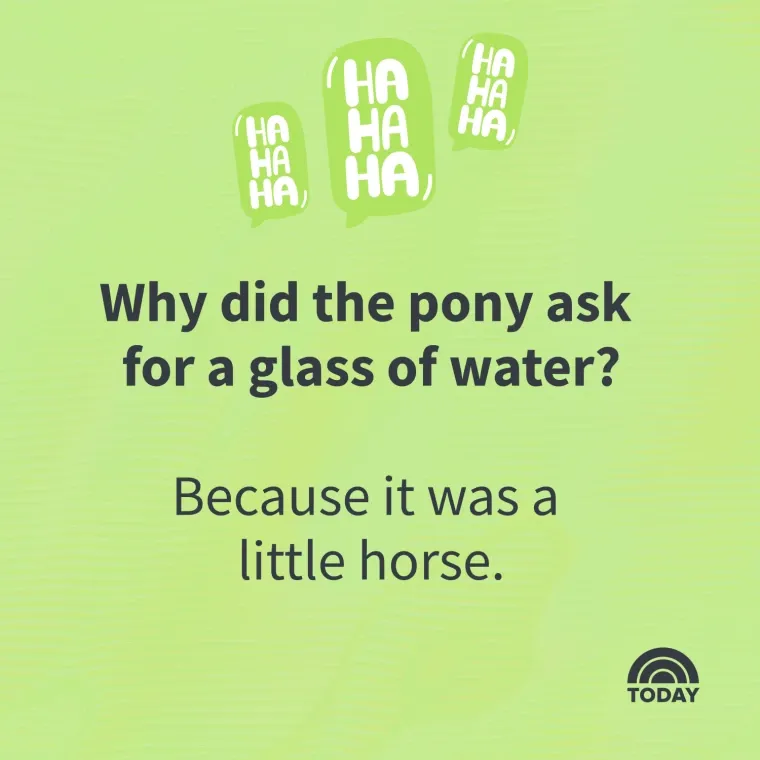 HA
HA
HA
HA
HA
HA
HA
HA
HA
Why did the pony ask
for a glass of water?
Because it was a
little horse.
TODAY